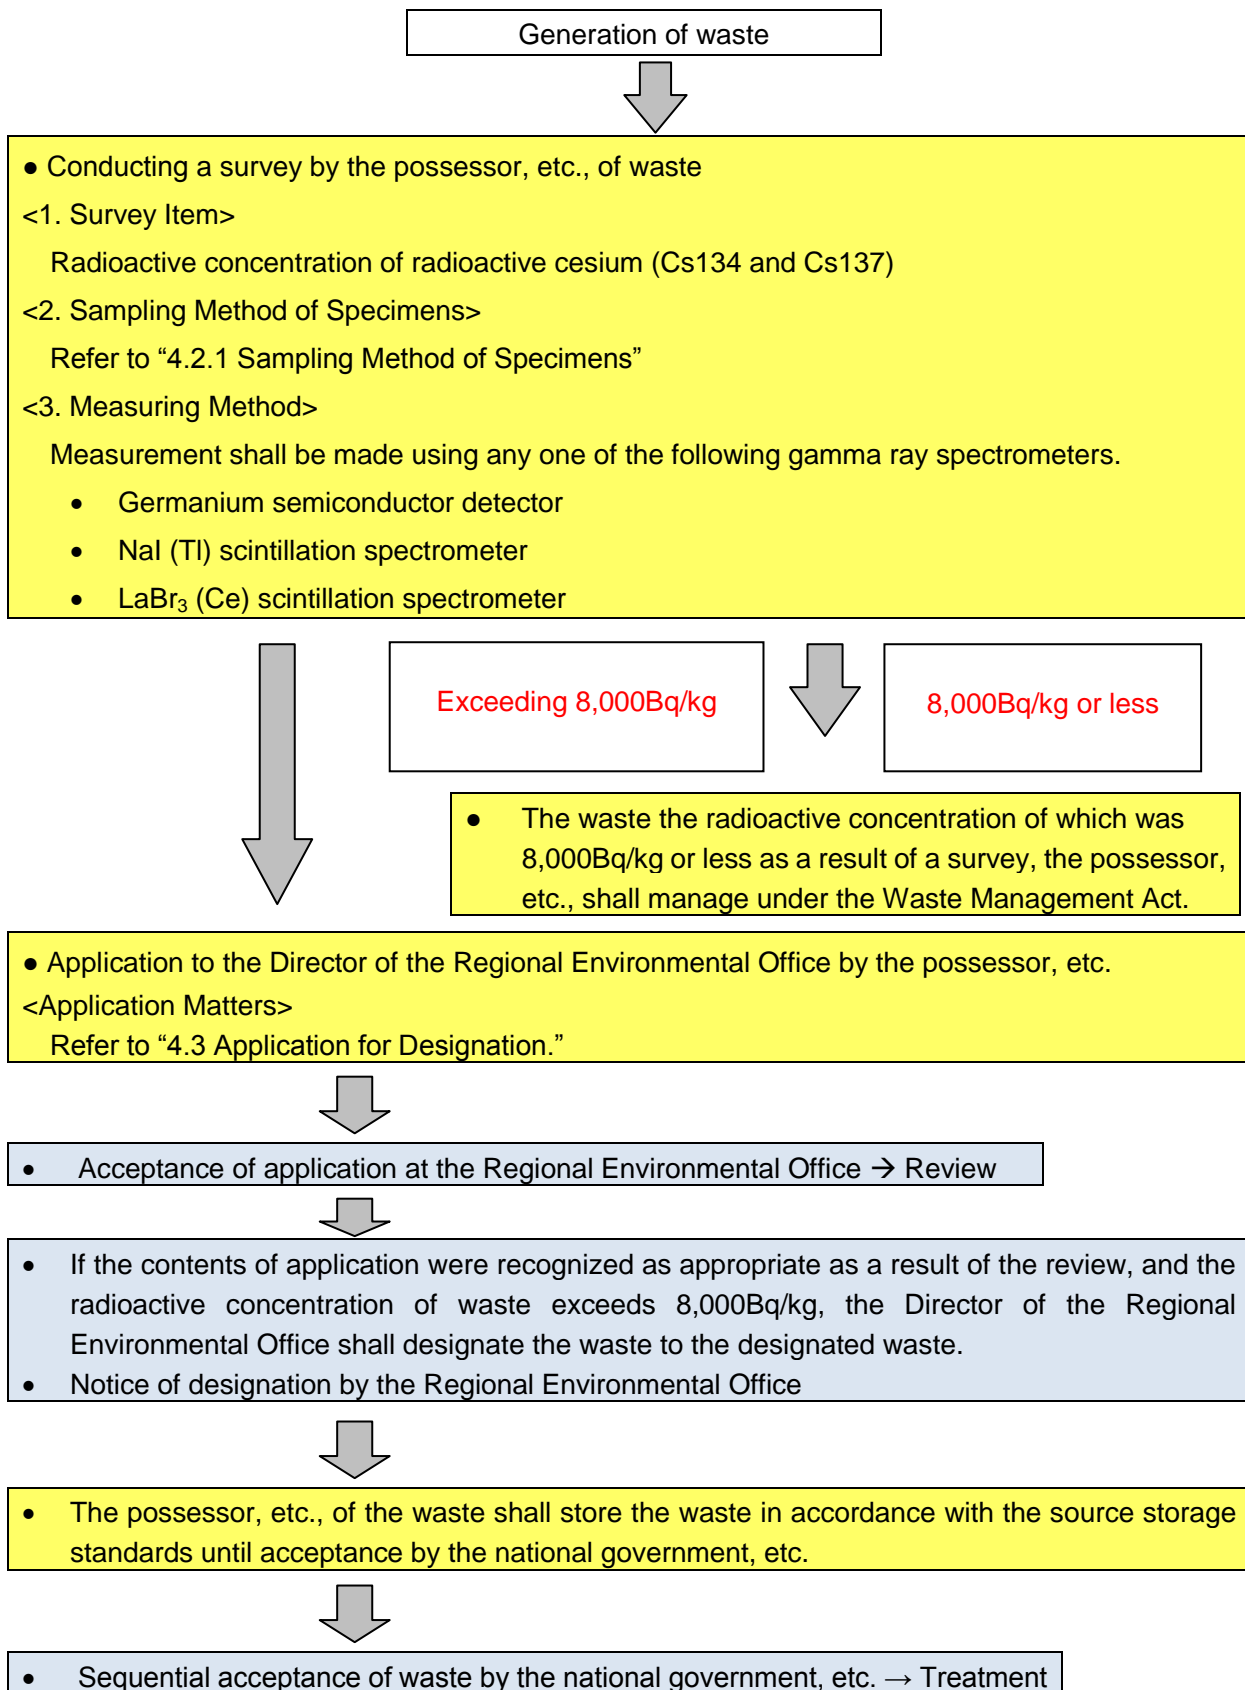 Generation of waste
● Conducting a survey by the possessor, etc., of waste
<1. Survey Item>
Radioactive concentration of radioactive cesium (Cs134 and Cs137)
<2. Sampling Method of Specimens>
Refer to “4.2.1 Sampling Method of Specimens”
<3. Measuring Method>
Measurement shall be made using any one of the following gamma ray spectrometers.
• Germanium semiconductor detector
• NaI (Tl) scintillation spectrometer
• LaBr₃ (Ce) scintillation spectrometer
Exceeding 8,000Bq/kg
8,000Bq/kg or less
● The waste the radioactive concentration of which was
8,000Bq/kg or less as a result of a survey, the possessor,
etc., shall manage under the Waste Management Act.
● Application to the Director of the Regional Environmental Office by the possessor, etc.
<Application Matters>
Refer to “4.3 Application for Designation.”
• Acceptance of application at the Regional Environmental Office → Review
• If the contents of application were recognized as appropriate as a result of the review, and the
radioactive concentration of waste exceeds 8,000Bq/kg, the Director of the Regional
Environmental Office shall designate the waste to the designated waste.
• Notice of designation by the Regional Environmental Office
• The possessor, etc., of the waste shall store the waste in accordance with the source storage
standards until acceptance by the national government, etc.
• Sequential acceptance of waste by the national government, etc. → Treatment